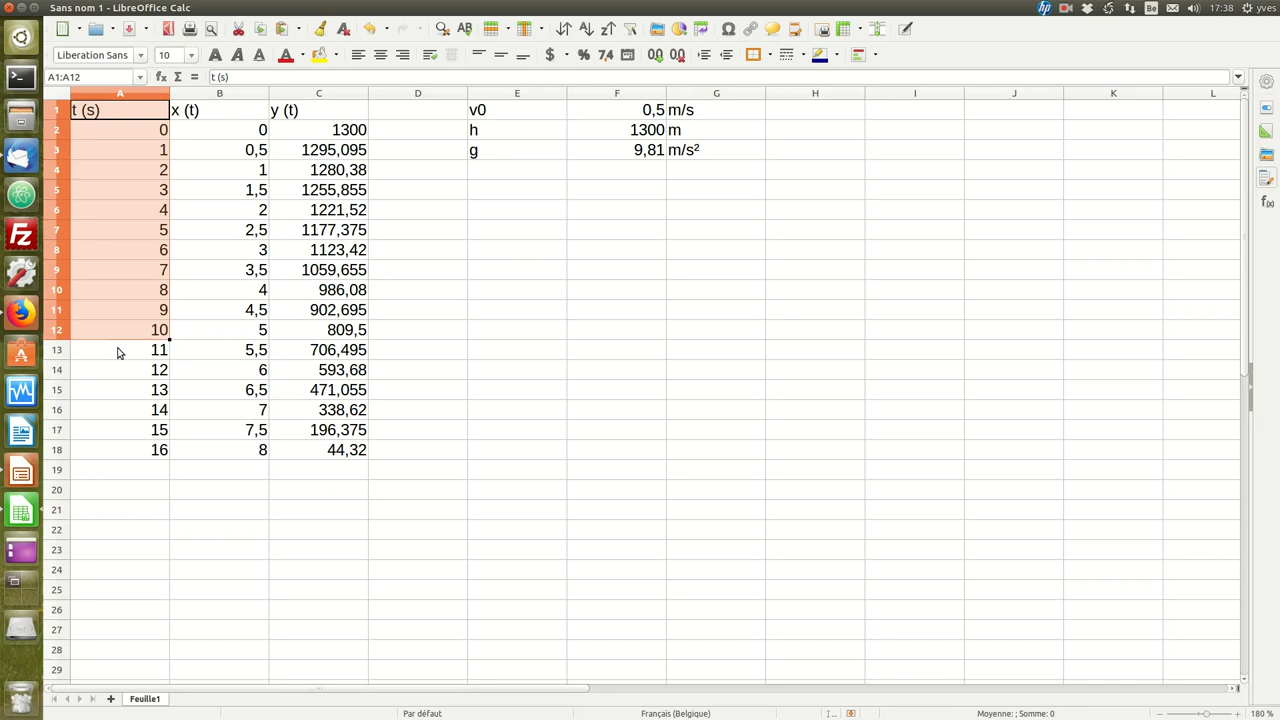 Sans nom 1 - LibreOffice Calc
Be 17:38 yves
Liberation Sans 10
A1:A12 t (s)
A B C D E F G H I J K L
1 t (s) x (t) y (t) v0 0,5 m/s
2 0 0 1300 h 1300 m
3 1 0,5 1295,095 g 9,81 m/s²
4 2 1 1280,38
5 3 1,5 1255,855
6 4 2 1221,52
7 5 2,5 1177,375
8 6 3 1123,42
9 7 3,5 1059,655
10 8 4 986,08
11 9 4,5 902,695
12 10 5 809,5
13 11 5,5 706,495
14 12 6 593,68
15 13 6,5 471,055
16 14 7 338,62
17 15 7,5 196,375
18 16 8 44,32
19
20
21
22
23
24
25
26
27
28
29
Feuille1
Par défaut Français (Belgique) Moyenne: ; Somme: 0 180 %